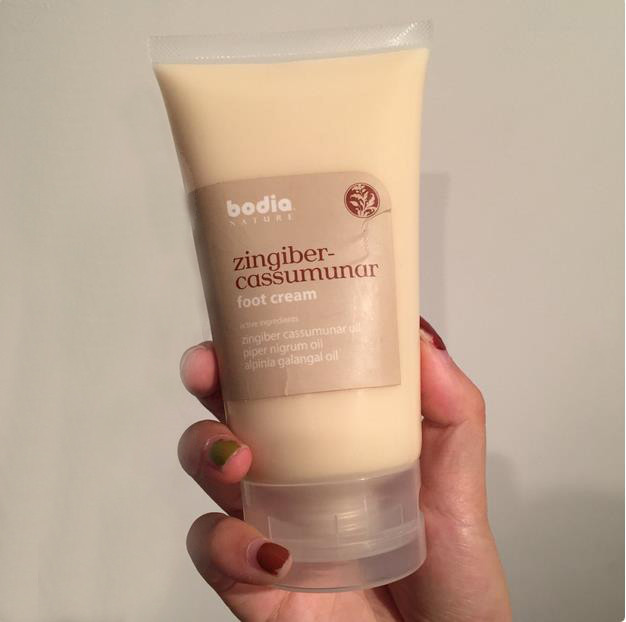 bodia
NATURE
zingiber-
cassumunar
foot cream
active ingredients
zingiber cassumunar oil
piper nigrum oil
alpinia galangal oil